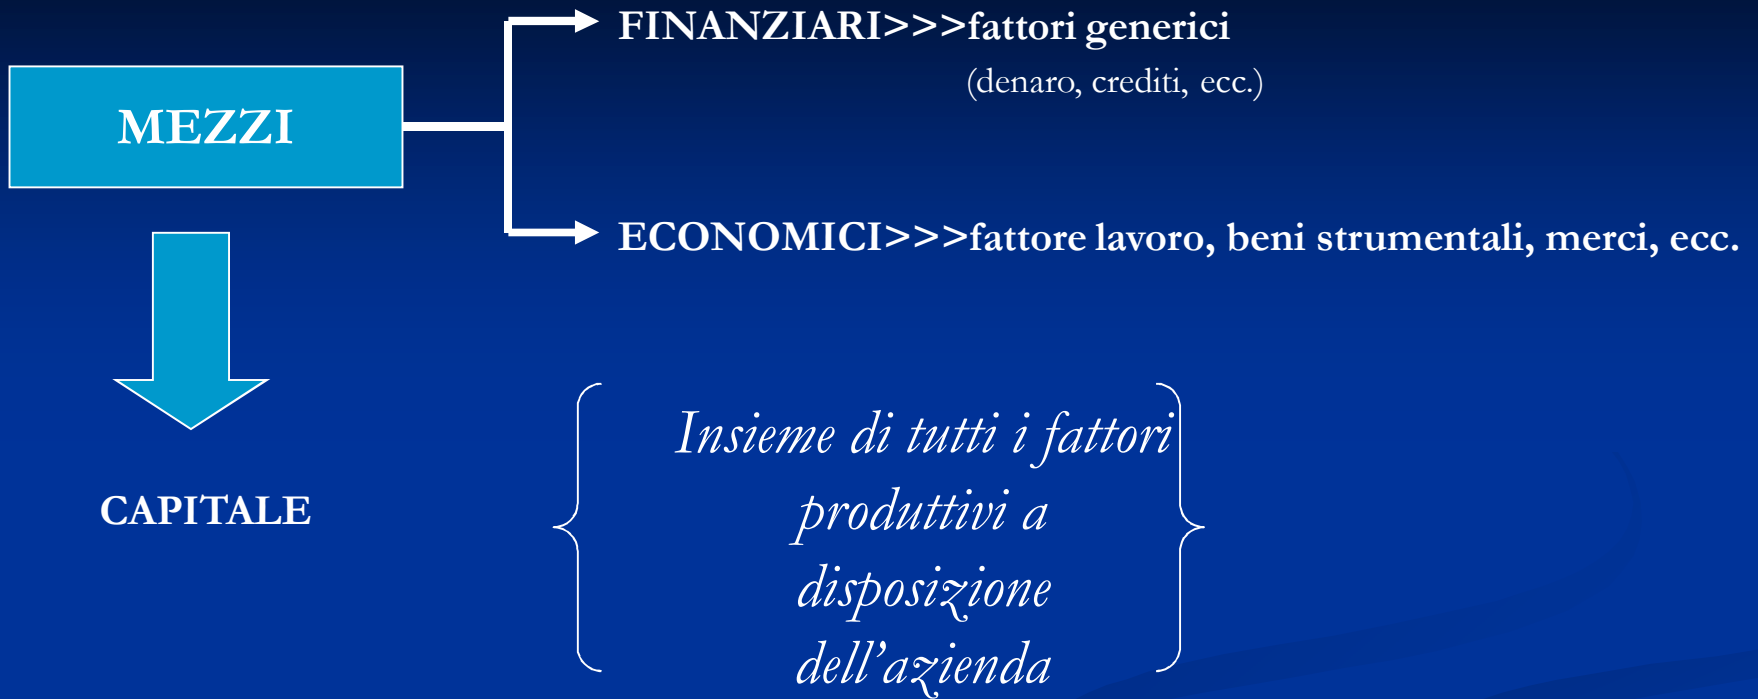 FINANZIARI>>>fattori generici
(denaro, crediti, ecc.)
MEZZI
ECONOMICI>>>fattore lavoro, beni strumentali, merci, ecc.
CAPITALE
Insieme di tutti i fattori
produttivi a
disposizione
dell’azienda